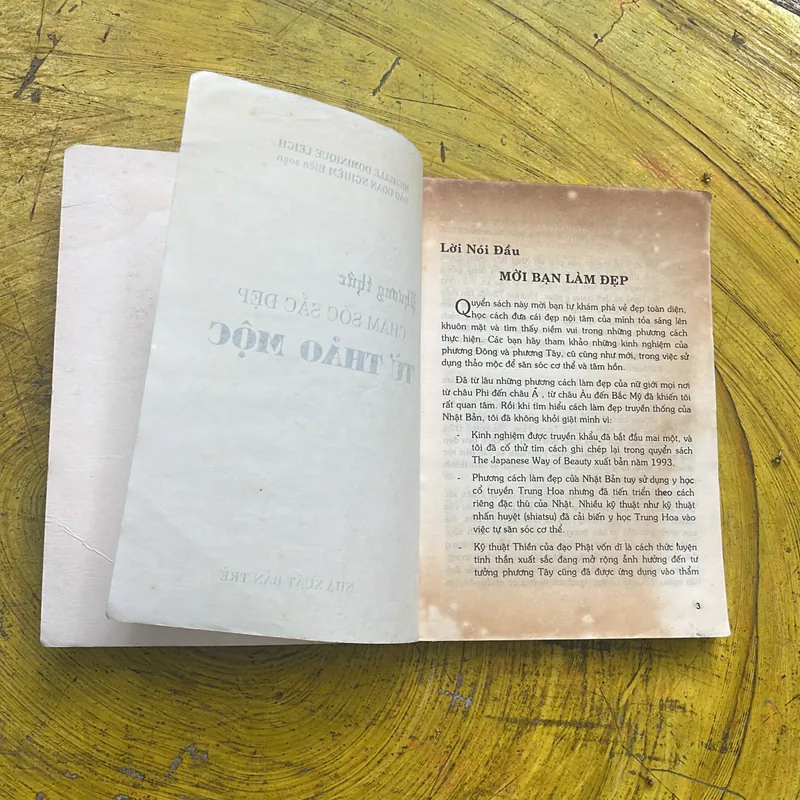 MICHELLE DOMINIQUE LEIGH
ĐÀO DOÃN NGHIÊM Biên soạn
Phương thức
CHĂM SÓC SẮC ĐẸP
TỪ THẢO MỘC
NHÀ XUẤT BẢN TRẺ
Lời Nói Đầu
MỜI BẠN LÀM ĐẸP
Quyển sách này mời bạn tự khám phá vẻ đẹp toàn diện,
học cách đưa cái đẹp nội tâm của mình tỏa sáng lên
khuôn mặt và tìm thấy niềm vui trong những phương cách
thực hiện. Các bạn hãy tham khảo những kinh nghiệm của
phương Đông và phương Tây, cũ cũng như mới, trong việc sử
dụng thảo mộc để săn sóc cơ thể và tâm hồn.
Đã từ lâu những phương cách làm đẹp của nữ giới mọi nơi
từ châu Phi đến châu Á , từ châu Âu đến Bắc Mỹ đã khiến tôi
rất quan tâm. Rồi khi tìm hiểu cách làm đẹp truyền thống của
Nhật Bản, tôi đã không khỏi giật mình vì:
- Kinh nghiệm được truyền khẩu đã bắt đầu mai một, và
tôi đã cố thử tìm cách ghi chép lại trong quyển sách
The Japanese Way of Beauty xuất bản năm 1993.
- Phương cách làm đẹp của Nhật Bản tuy sử dụng y học
cổ truyền Trung Hoa nhưng đã tiến triển theo cách
riêng đặc thù của Nhật. Nhiều kỹ thuật như kỹ thuật
nhấn huyệt (shiatsu) đã cải biến y học Trung Hoa vào
việc tự săn sóc cơ thể.
- Kỹ thuật Thiền của đạo Phật vốn dĩ là cách thức luyện
tinh thần xuất sắc đang mở rộng ảnh hưởng đến tư
tưởng phương Tây cũng đã được ứng dụng vào thẩm
3